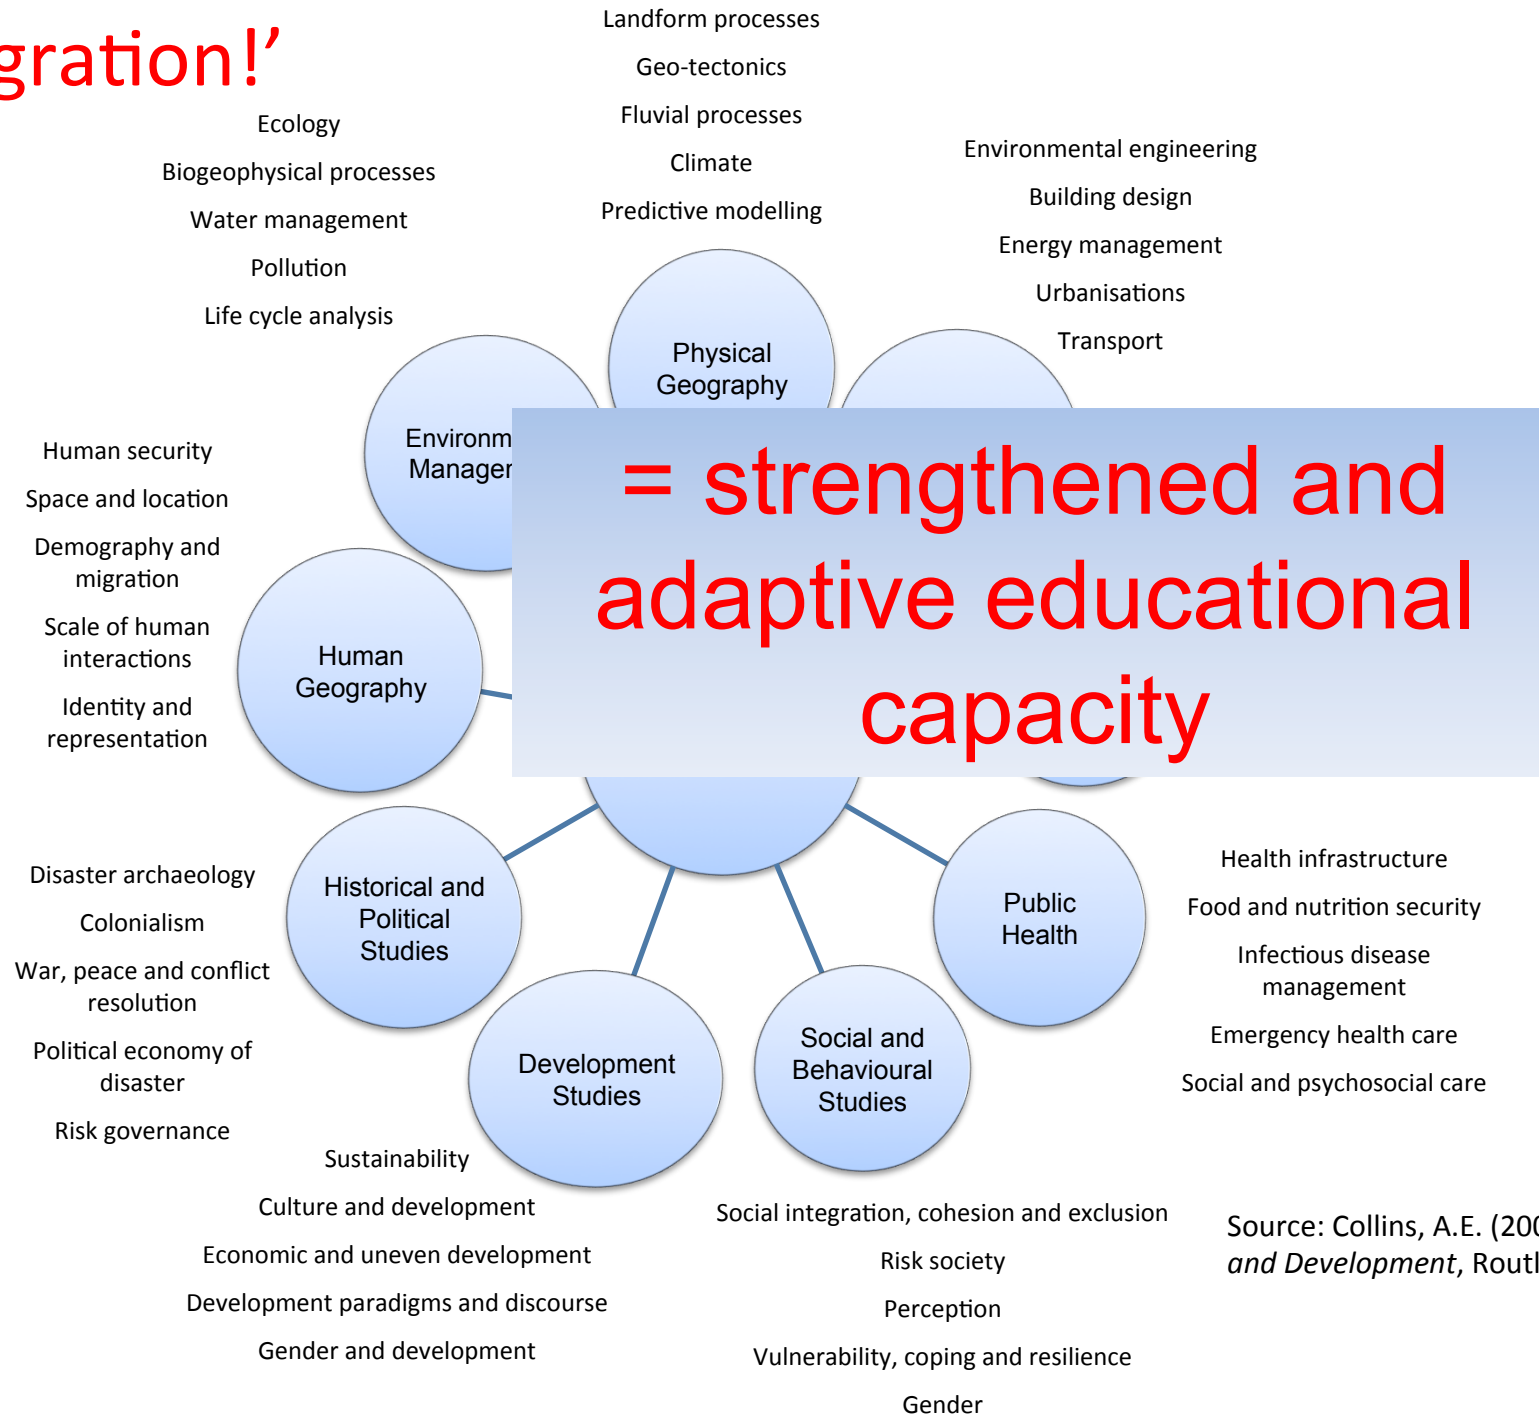 gration!’
Landform processes
Geo-tectonics
Fluvial processes
Climate
Predictive modelling
Ecology
Biogeophysical processes
Water management
Pollution
Life cycle analysis
Environmental engineering
Building design
Energy management
Urbanisations
Transport
Physical
Geography
Environm
Manager
= strengthened and
adaptive educational
capacity
Human security
Space and location
Demography and
migration
Scale of human
interactions
Identity and
representation
Human
Geography
Disaster archaeology
Colonialism
War, peace and conflict
resolution
Political economy of
disaster
Risk governance
Historical and
Political
Studies
Development
Studies
Social and
Behavioural
Studies
Public
Health
Health infrastructure
Food and nutrition security
Infectious disease
management
Emergency health care
Social and psychosocial care
Sustainability
Culture and development
Economic and uneven development
Development paradigms and discourse
Gender and development
Social integration, cohesion and exclusion
Risk society
Perception
Vulnerability, coping and resilience
Gender
Source: Collins, A.E. (200
and Development, Routl